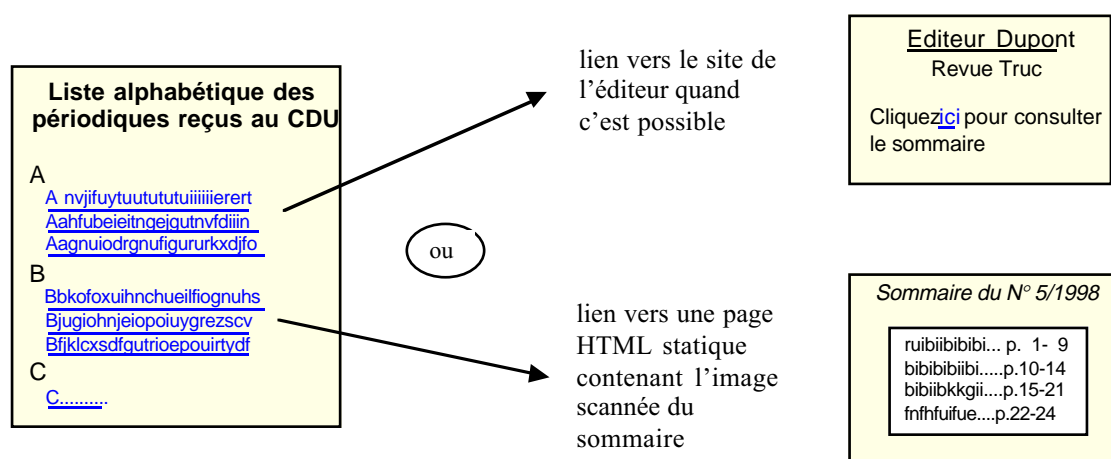 Liste alphabétique des
périodiques reçus au CDU
A
A nvjifuytuutututuiiiiiierert
Aahfubeieitngejgutnvfdiiin
Aagnuiodrgnufigururkxdjfo
B
Bbkofoxuihnchueilfiognuhs
Bjugiohnjeiopoiuygrezscv
Bfjklcxsdfgutrioepouirtydf
C
C..........
lien vers le site de
l'éditeur quand
c'est possible
ou
lien vers une page
HTML statique
contenant l'image
scannée du
sommaire
Editeur Dupont
Revue Truc
Cliquez ici pour consulter
le sommaire
Sommaire du N° 5/1998
ruibiibibibi... p. 1- 9
bibibibiibi....p.10-14
bibiibkkgii....p.15-21
fnfhfuifue....p.22-24